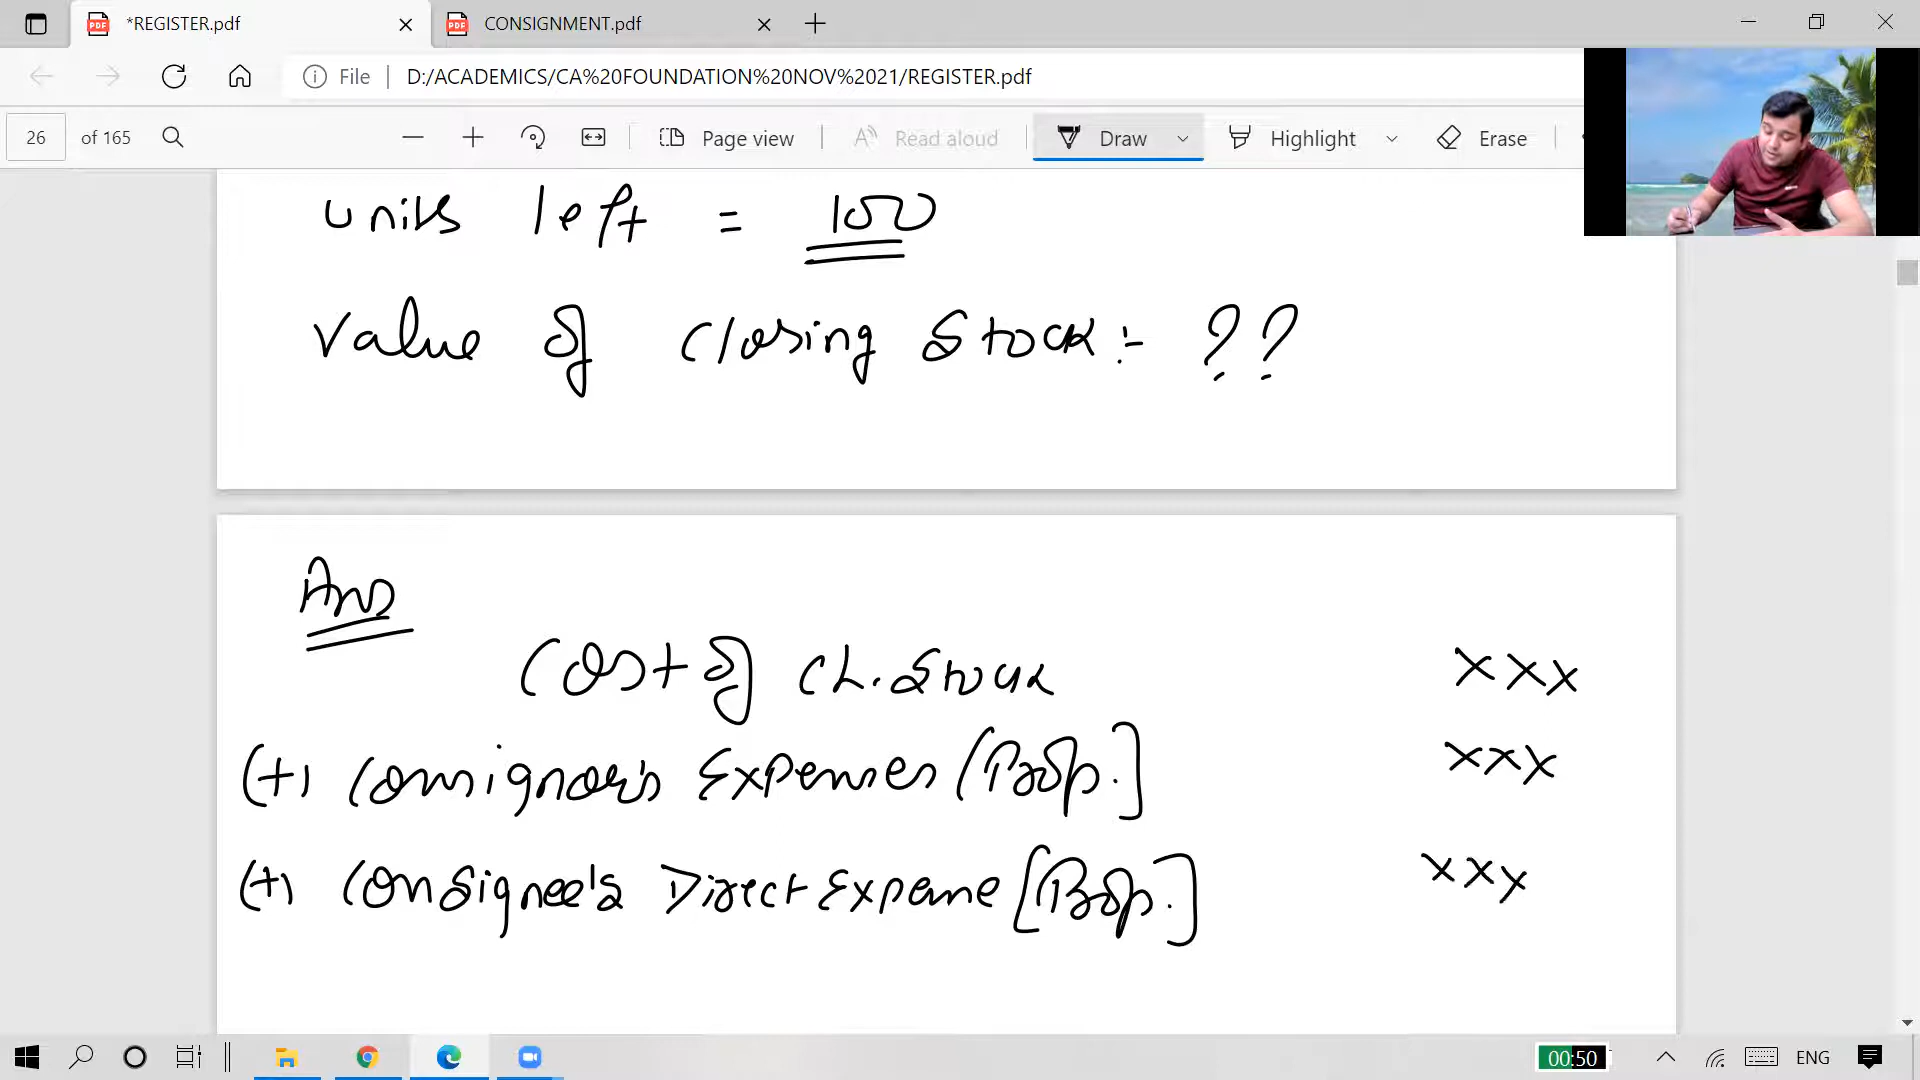 *REGISTER.pdf
CONSIGNMENT.pdf
File
D:/ACADEMICS/CA%20FOUNDATION%20NOV%2021/REGISTER.pdf
26 of 165
Page view
Read aloud
Draw
Highlight
Erase
units left = 100
Value of Closing Stock :- ??
Ans
Cost of Cl. Stock xxx
(+) Consignor's Expenses [Prop.] xxx
(+) Consignee's Direct Expense [Prop.] xxx
00:50
ENG